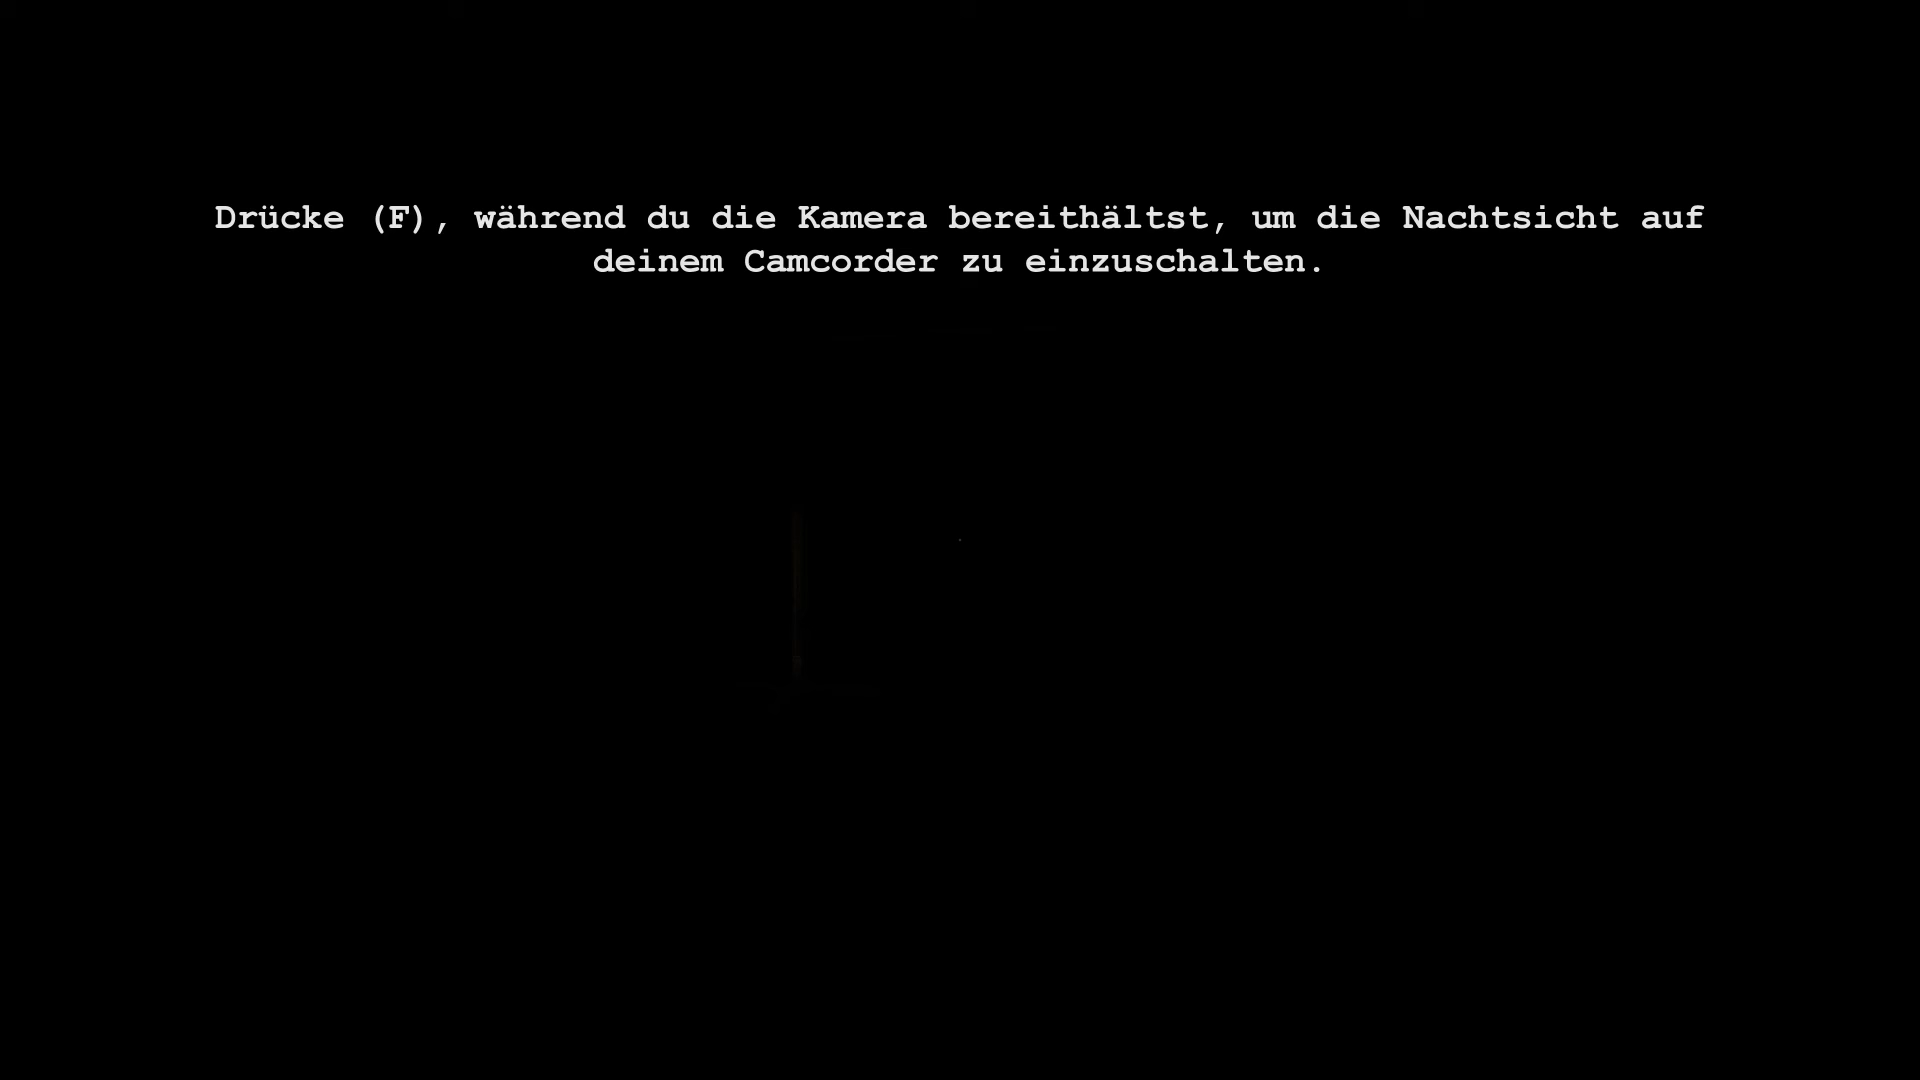 Drücke (F), während du die Kamera bereithältst, um die Nachtsicht auf
deinem Camcorder zu einzuschalten.